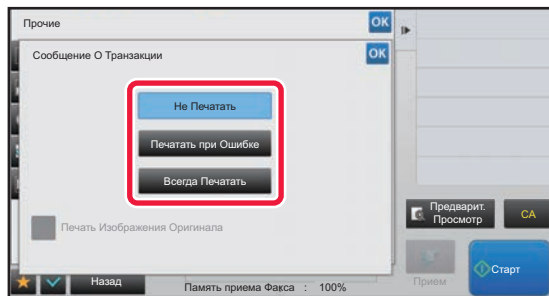 Прочие
OK
Сообщение О Транзакции
OK
Не Печатать
Печатать при Ошибке
Всегда Печатать
Печать Изображения Оригинала
Предварит.
Просмотр
CA
Назад
Память приема Факса : 100%
Прием
Старт